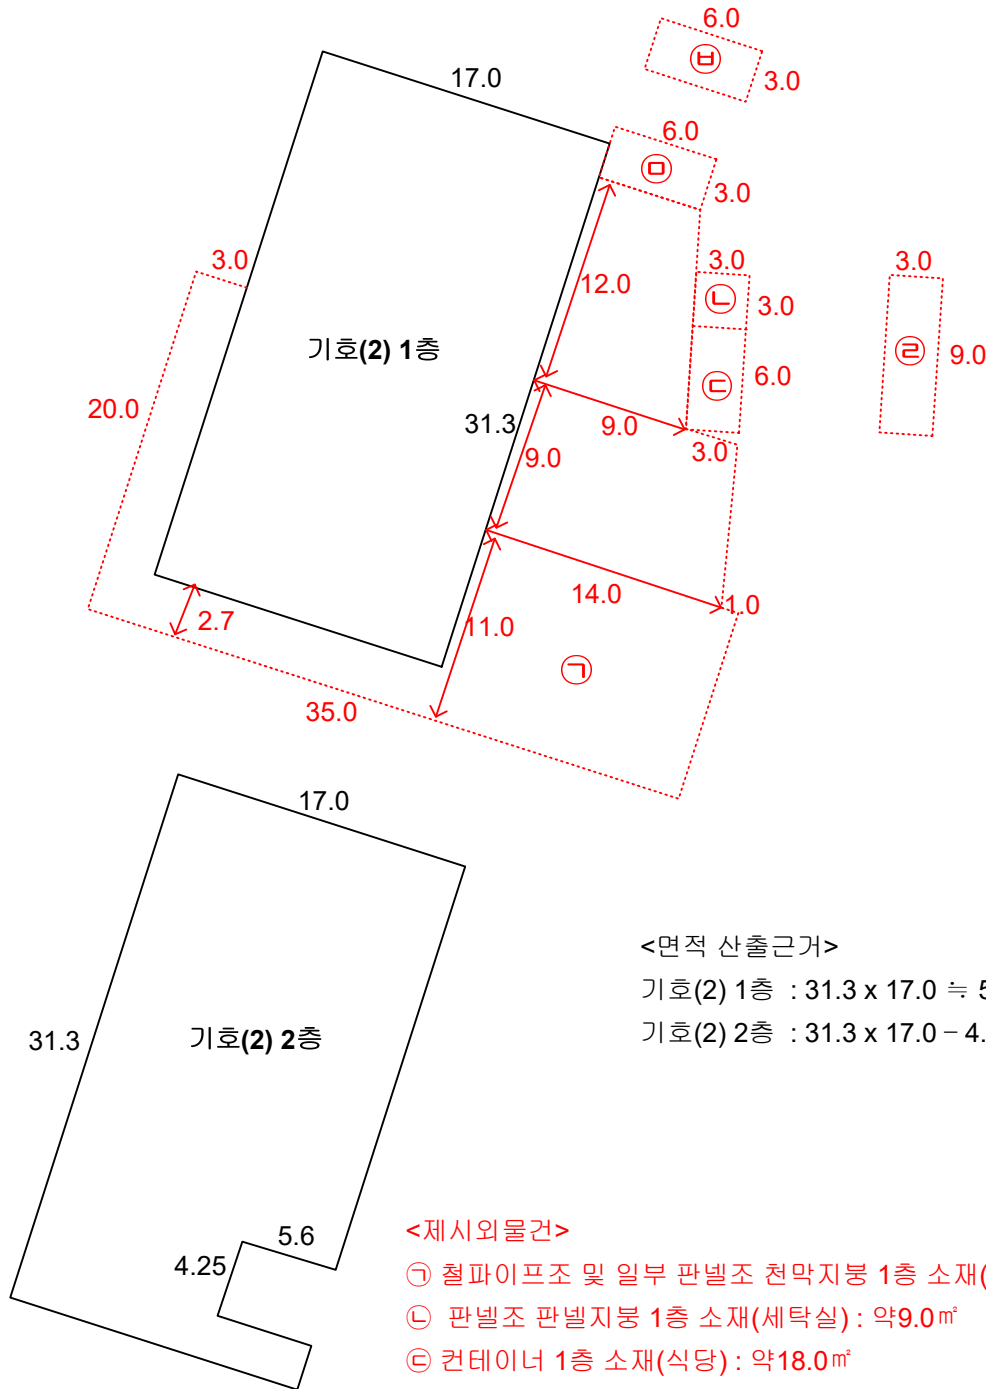 6.0
ㅂ
3.0
17.0
6.0
ㅁ
3.0
3.0
12.0
3.0
ㄴ
3.0
3.0
ㄹ
9.0
기호(2) 1층
ㄷ
6.0
20.0
31.3
9.0
3.0
9.0
14.0
1.0
2.7
11.0
㉠
35.0
17.0
<면적 산출근거>
기호(2) 1층 : 31.3 x 17.0 ≒ 5
기호(2) 2층 : 31.3 x 17.0 − 4.
31.3
기호(2) 2층
5.6
4.25
<제시외물건>
㉠ 철파이프조 및 일부 판넬조 천막지붕 1층 소재(
㉡ 판넬조 판넬지붕 1층 소재(세탁실) : 약9.0㎡
㉢ 컨테이너 1층 소재(식당) : 약18.0㎡